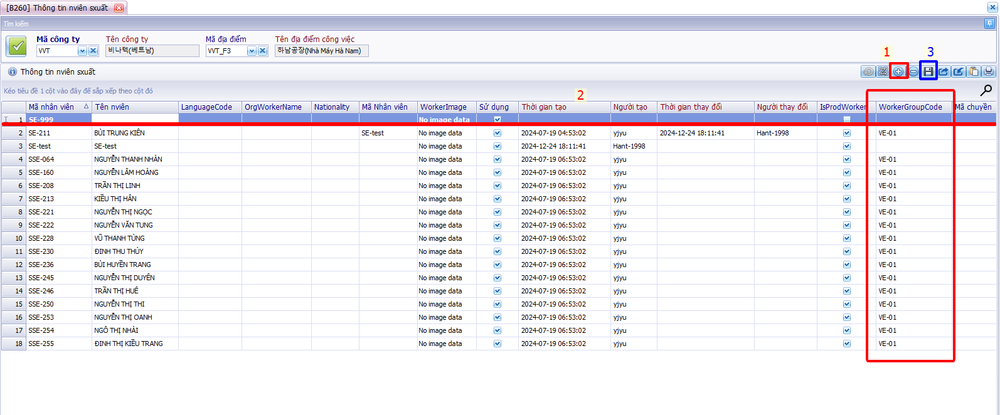 [B260] Thông tin nviên sxuất
Tìm kiếm
Mã công ty Tên công ty Mã địa điểm Tên địa điểm công việc
VVT 비나텍(베트남) VVT_F3 하남공장(Nhà Máy Hà Nam)
1 3
Thông tin nviên sxuất
Kéo tiêu đề 1 cột vào đây để sắp xếp theo cột đó
2
Mã nhân viên Tên nviên LanguageCode OrgWorkerName Nationality Mã Nhân viên WorkerImage Sử dụng Thời gian tạo Người tạo Thời gian thay đổi Người thay đổi IsProdWorker WorkerGroupCode Mã chuyền
1 SE-999 No image data
2 SE-211 BÙI TRUNG KIÊN SE-test No image data 2024-07-19 04:53:02 yjyu 2024-12-24 18:11:41 Hant-1998 VE-01
3 SE-test SE-test No image data 2024-12-24 18:11:41 Hant-1998
4 SSE-064 NGUYỄN THANH NHÀN No image data 2024-07-19 06:53:02 yjyu VE-01
5 SSE-160 NGUYỄN LÂM HOÀNG No image data 2024-07-19 06:53:02 yjyu VE-01
6 SSE-208 TRẦN THỊ LINH No image data 2024-07-19 06:53:02 yjyu VE-01
7 SSE-213 KIỀU THỊ HÂN No image data 2024-07-19 06:53:02 yjyu VE-01
8 SSE-221 NGUYỄN THỊ NGỌC No image data 2024-07-19 06:53:02 yjyu VE-01
9 SSE-222 NGUYỄN VĂN TUNG No image data 2024-07-19 06:53:02 yjyu VE-01
10 SSE-228 VŨ THANH TÙNG No image data 2024-07-19 06:53:02 yjyu VE-01
11 SSE-230 ĐINH THU THỦY No image data 2024-07-19 06:53:02 yjyu VE-01
12 SSE-236 BÙI HUYỀN TRANG No image data 2024-07-19 06:53:02 yjyu VE-01
13 SSE-245 NGUYỄN THỊ DUYÊN No image data 2024-07-19 06:53:02 yjyu VE-01
14 SSE-246 TRẦN THỊ HUÊ No image data 2024-07-19 06:53:02 yjyu VE-01
15 SSE-250 NGUYỄN THỊ THI No image data 2024-07-19 06:53:02 yjyu VE-01
16 SSE-253 NGUYỄN THỊ OANH No image data 2024-07-19 06:53:02 yjyu VE-01
17 SSE-254 NGÔ THỊ NHÀI No image data 2024-07-19 06:53:02 yjyu VE-01
18 SSE-255 ĐINH THỊ KIỀU TRANG No image data 2024-07-19 06:53:02 yjyu VE-01